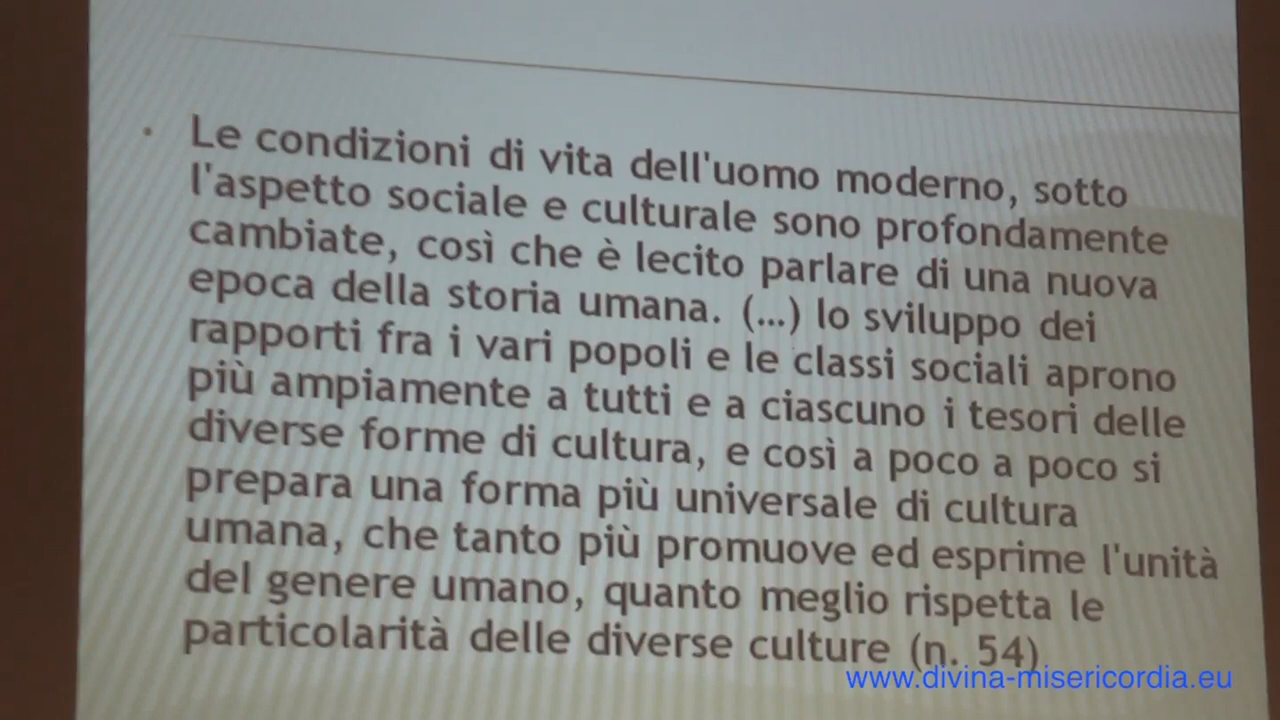 • Le condizioni di vita dell'uomo moderno, sotto
l'aspetto sociale e culturale sono profondamente
cambiate, così che è lecito parlare di una nuova
epoca della storia umana. (...) lo sviluppo dei
rapporti fra i vari popoli e le classi sociali aprono
più ampiamente a tutti e a ciascuno i tesori delle
diverse forme di cultura, e così a poco a poco si
prepara una forma più universale di cultura
umana, che tanto più promuove ed esprime l'unità
del genere umano, quanto meglio rispetta le
particolarità delle diverse culture (n. 54)
www.divina-misericordia.eu